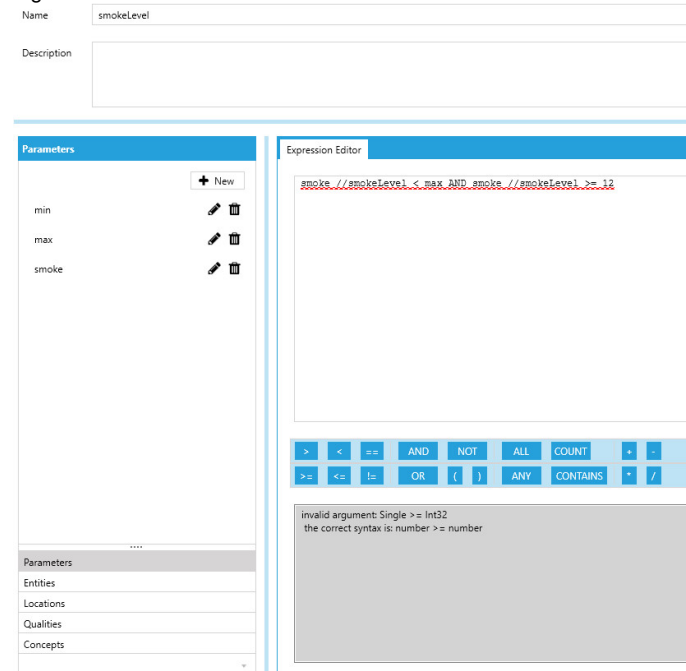 Name smokeLevel
Description
Parameters
New
min
max
smoke
Parameters
Entities
Locations
Qualities
Concepts
Expression Editor
smoke //smokeLevel < max AND smoke //smokeLevel >= 12
> < == AND NOT ALL COUNT + -
>= <= != OR ( ) ANY CONTAINS * /
invalid argument: Single >= Int32
the correct syntax is: number >= number